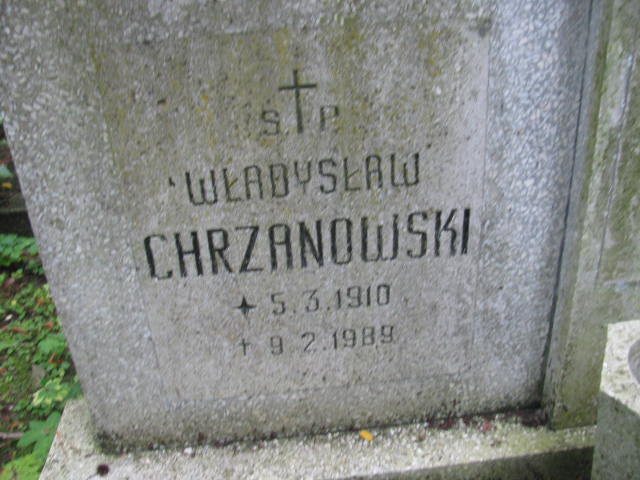 Ś†P
WŁADYSŁAW
CHRZANOWSKI
★ 5.3.1910
† 9.2.1989